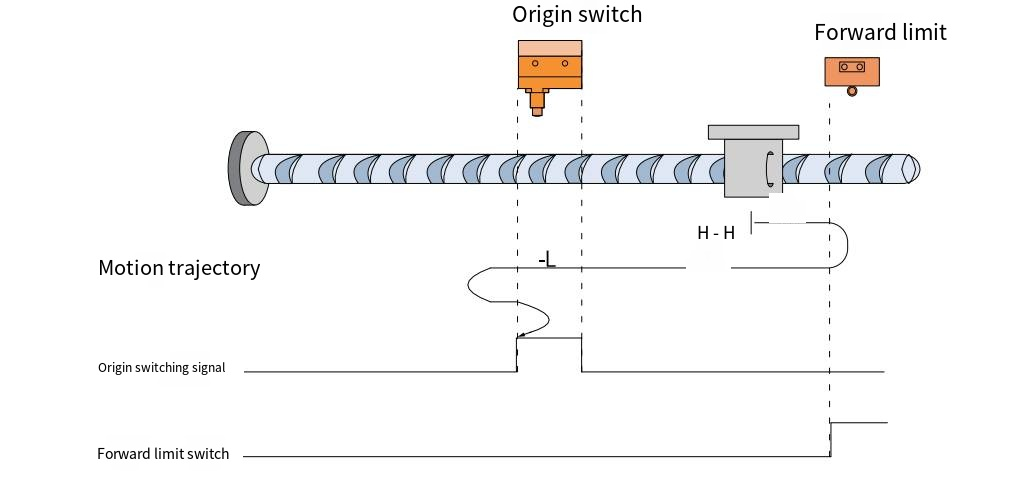 Origin switch
Forward limit
H - H
-L
Motion trajectory
Origin switching signal
Forward limit switch